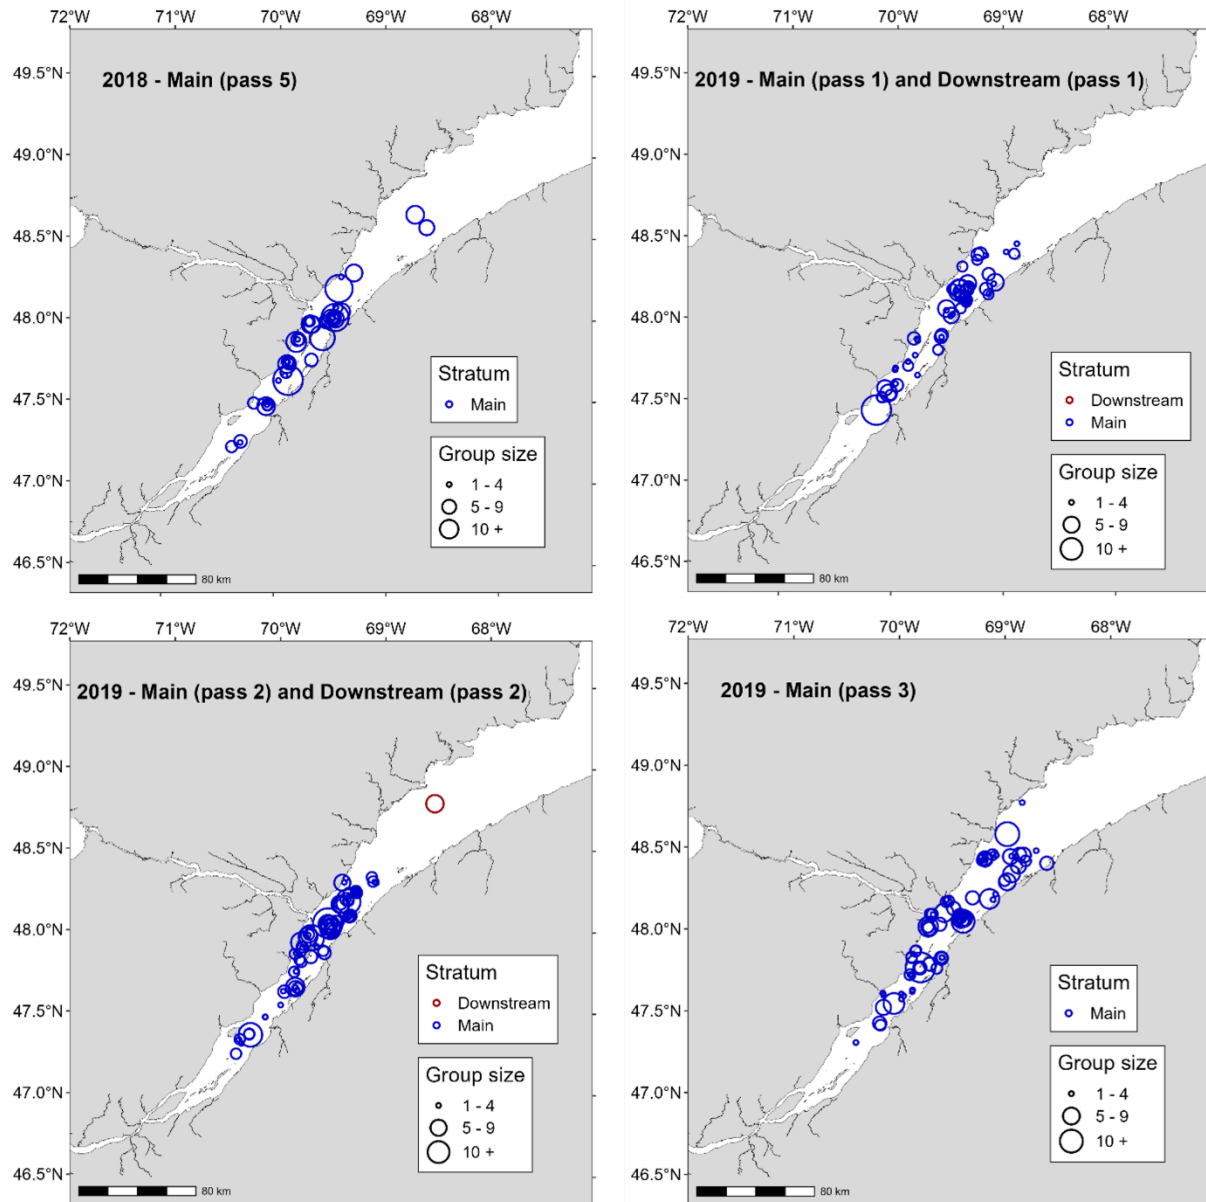 72°W 71°W 70°W 69°W 68°W
49.5°N
2018 - Main (pass 5)
49.0°N
48.5°N
48.0°N
47.5°N
47.0°N
46.5°N
Stratum
Main
Group size
1 - 4
5 - 9
10 +
80 km
72°W 71°W 70°W 69°W 68°W
49.5°N
2019 - Main (pass 1) and Downstream (pass 1)
49.0°N
48.5°N
48.0°N
47.5°N
47.0°N
46.5°N
Stratum
Downstream
Main
Group size
1 - 4
5 - 9
10 +
80 km
72°W 71°W 70°W 69°W 68°W
49.5°N
2019 - Main (pass 2) and Downstream (pass 2)
49.0°N
48.5°N
48.0°N
47.5°N
47.0°N
46.5°N
Stratum
Downstream
Main
Group size
1 - 4
5 - 9
10 +
80 km
72°W 71°W 70°W 69°W 68°W
49.5°N
2019 - Main (pass 3)
49.0°N
48.5°N
48.0°N
47.5°N
47.0°N
46.5°N
Stratum
Main
Group size
1 - 4
5 - 9
10 +
80 km